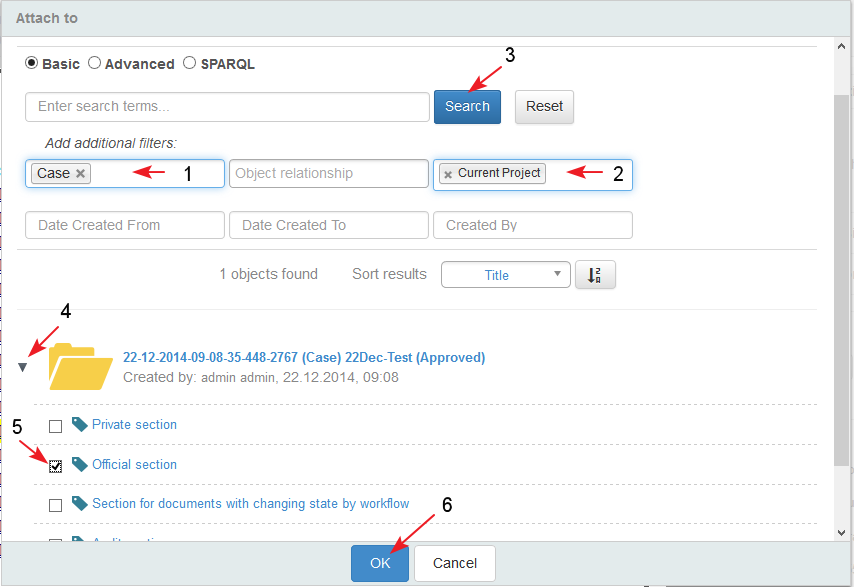 Attach to
Basic Advanced SPARQL
3
Enter search terms... Search Reset
Add additional filters:
Case × 1 Object relationship × Current Project 2
Date Created From Date Created To Created By
1 objects found Sort results Title
4
22-12-2014-09-08-35-448-2767 (Case) 22Dec-Test (Approved)
Created by: admin admin, 22.12.2014, 09:08
5
Private section
Official section
Section for documents with changing state by workflow
6
OK Cancel